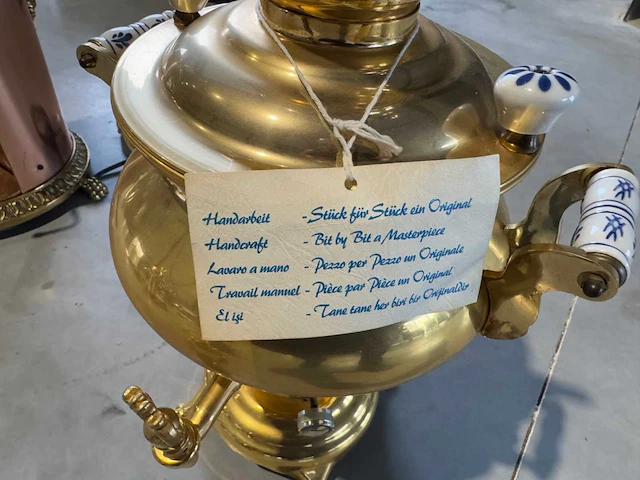 Handarbeit - Stück für Stück ein Original
Handcraft - Bit by Bit a Masterpiece
Lavaro a mano - Pezzo per Pezzo un Originale
Travail manuel - Pièce par Pièce un Original
El işi - Tane tane her biri bir Orijinaldir